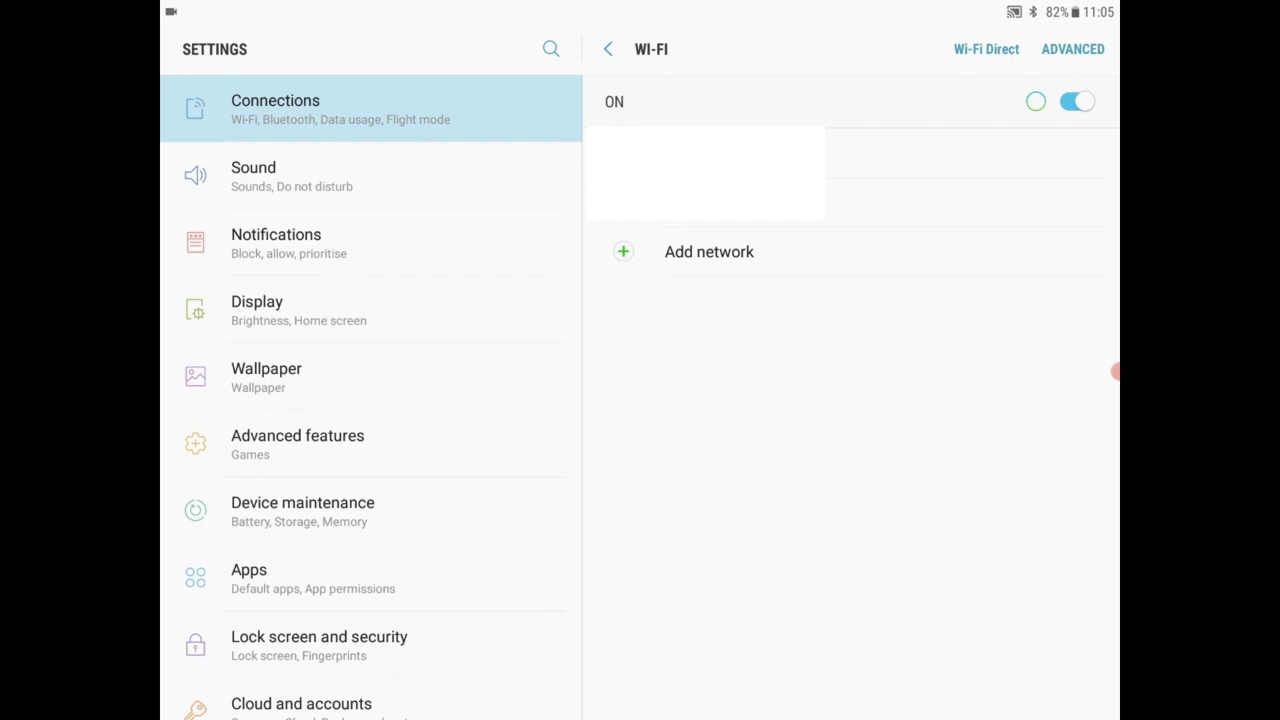 82% 11:05
SETTINGS
WI-FI
Wi-Fi Direct
ADVANCED
Connections
Wi-Fi, Bluetooth, Data usage, Flight mode
Sound
Sounds, Do not disturb
Notifications
Block, allow, prioritise
Display
Brightness, Home screen
Wallpaper
Wallpaper
Advanced features
Games
Device maintenance
Battery, Storage, Memory
Apps
Default apps, App permissions
Lock screen and security
Lock screen, Fingerprints
Cloud and accounts
ON
Add network